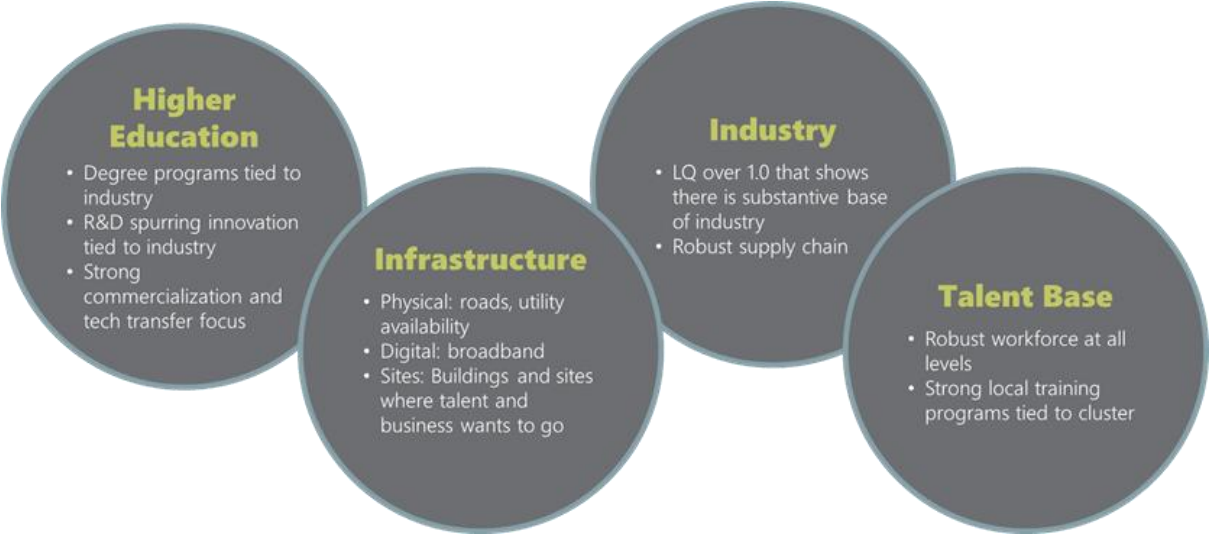 Higher
Education
• Degree programs tied to
industry
• R&D spurring innovation
tied to industry
• Strong
commercialization and
tech transfer focus
Infrastructure
• Physical: roads, utility
availability
• Digital: broadband
• Sites: Buildings and sites
where talent and
business wants to go
Industry
• LQ over 1.0 that shows
there is substantive base
of industry
• Robust supply chain
Talent Base
• Robust workforce at all
levels
• Strong local training
programs tied to cluster